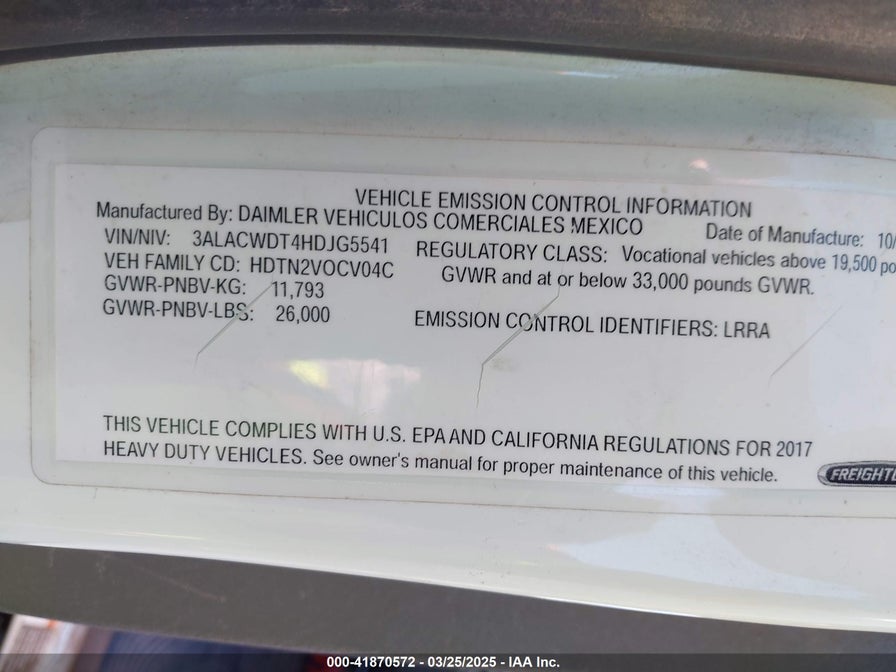 VEHICLE EMISSION CONTROL INFORMATION
Manufactured By: DAIMLER VEHICULOS COMERCIALES MEXICO
Date of Manufacture: 10/
VIN/NIV: 3ALACWDT4HDJG5541
VEH FAMILY CD: HDTN2VOCV04C
GVWR-PNBV-KG: 11,793
GVWR-PNBV-LBS: 26,000
REGULATORY CLASS: Vocational vehicles above 19,500 po
GVWR and at or below 33,000 pounds GVWR.
EMISSION CONTROL IDENTIFIERS: LRRA
THIS VEHICLE COMPLIES WITH U.S. EPA AND CALIFORNIA REGULATIONS FOR 2017
HEAVY DUTY VEHICLES. See owner's manual for proper maintenance of this vehicle.
FREIGHTL
000-41870572 - 03/25/2025 - IAA Inc.